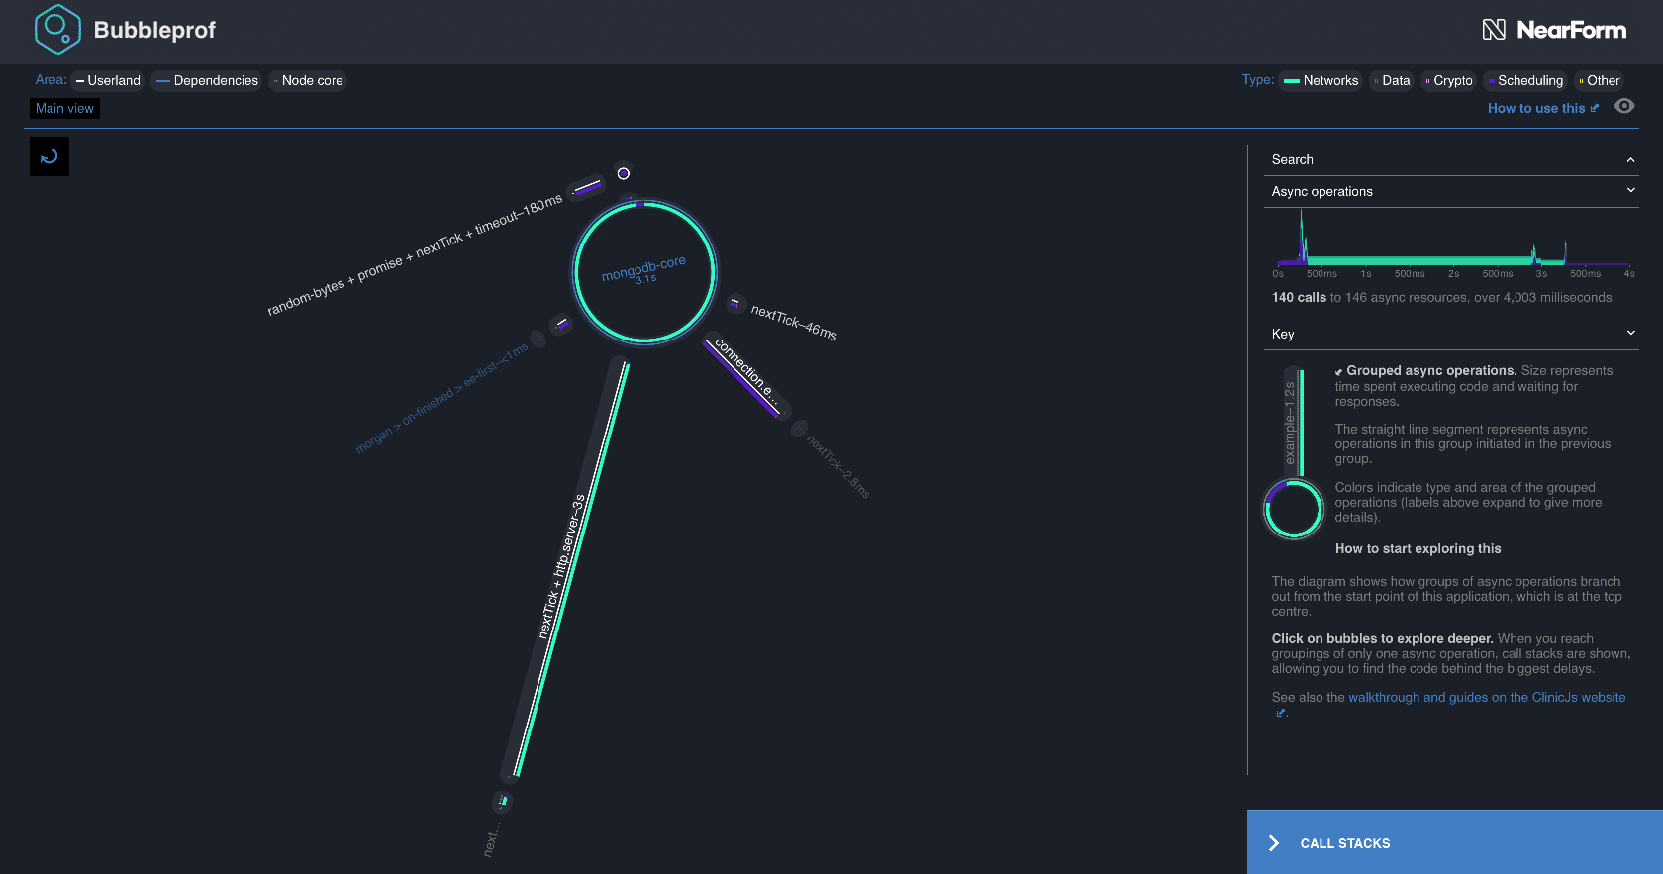 Bubbleprof
NearForm
Area: Userland Dependencies Node core
Type: Networks Data Crypto Scheduling Other
Main view
How to use this
random-bytes + promise + nextTick + timeout–180ms
mongodb-core
3.1s
nextTick–46ms
connection.e...
nextTick–2.8ms
morgan > on-finished > ee-first–<1ms
nextTick + http.server–3s
next...
Search
Async operations
0s 500ms 1s 500ms 2s 500ms 3s 500ms 4s
140 calls to 146 async resources, over 4,003 milliseconds
Key
example–1.2s
Grouped async operations. Size represents
time spent executing code and waiting for
responses.
The straight line segment represents async
operations in this group initiated in the previous
group.
Colors indicate type and area of the grouped
operations (labels above expand to give more
details).
How to start exploring this
The diagram shows how groups of async operations branch
out from the start point of this application, which is at the top
centre.
Click on bubbles to explore deeper. When you reach
groupings of only one async operation, call stacks are shown,
allowing you to find the code behind the biggest delays.
See also the walkthrough and guides on the ClinicJs website
.
CALL STACKS